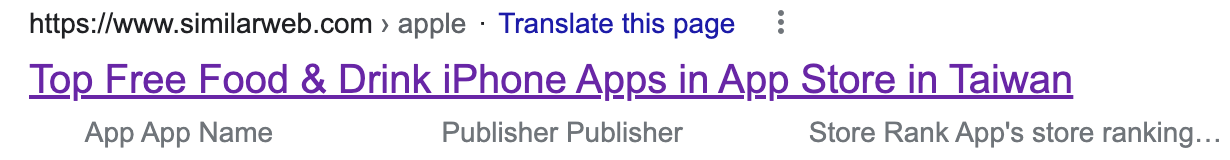 https://www.similarweb.com › apple · Translate this page
Top Free Food & Drink iPhone Apps in App Store in Taiwan
App App Name Publisher Publisher Store Rank App's store ranking...